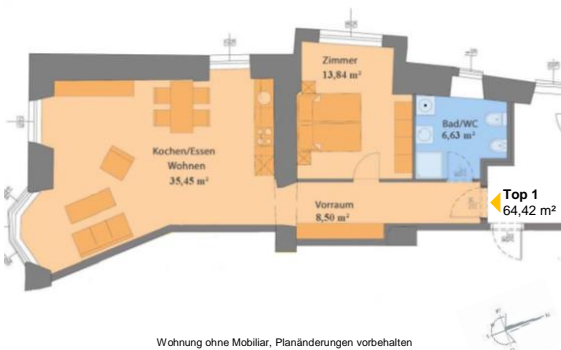 Zimmer
13,84 m²
Bad/WC
6,63 m²
Kochen/Essen
Wohnen
35,45 m²
Vorraum
8,50 m²
Top 1
64,42 m²
Wohnung ohne Mobiliar, Planänderungen vorbehalten